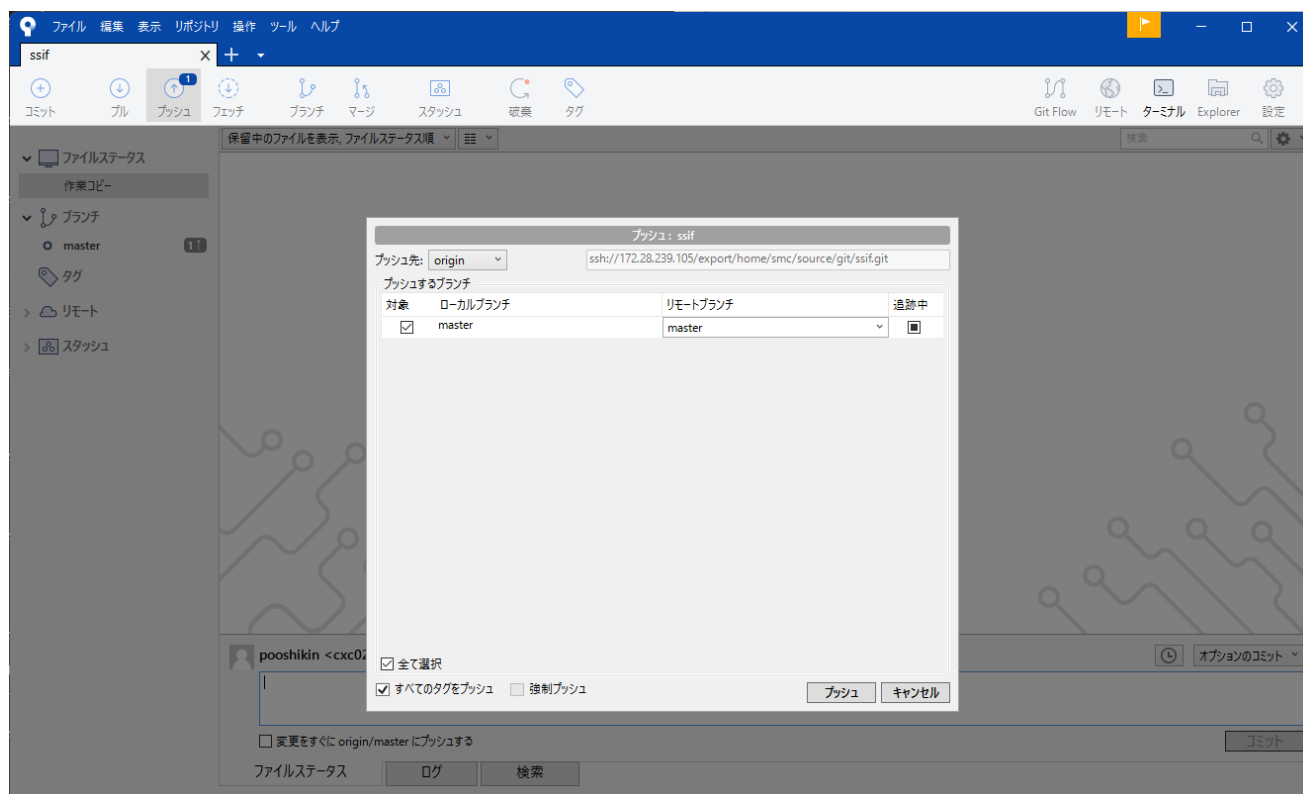 ファイル 編集 表示 リポジトリ 操作 ツール ヘルプ
ssif
コミット プル プッシュ 1 フェッチ ブランチ マージ スタッシュ 破棄 タグ Git Flow リモート ターミナル Explorer 設定
保留中のファイルを表示, ファイルステータス順
検索
ファイルステータス
作業コピー
ブランチ
master 1↑
タグ
リモート
スタッシュ
プッシュ : ssif
プッシュ先: origin ssh://172.28.239.105/export/home/smc/source/git/ssif.git
プッシュするブランチ
対象 ローカルブランチ リモートブランチ 追跡中
master master
全て選択
すべてのタグをプッシュ 強制プッシュ プッシュ キャンセル
pooshikin <cxc02 オプションのコミット
変更をすぐに origin/master にプッシュする コミット
ファイルステータス ログ 検索